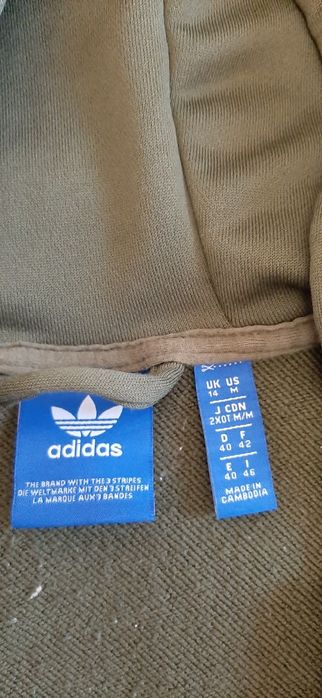 adidas
THE BRAND WITH THE 3 STRIPES
DIE WELTMARKE MIT DEN 3 STREIFEN
LA MARQUE AUX 3 BANDES
UK US
14 M
J CDN
2XOT M/M
D F
40 42
E I
40 46
MADE IN
CAMBODIA